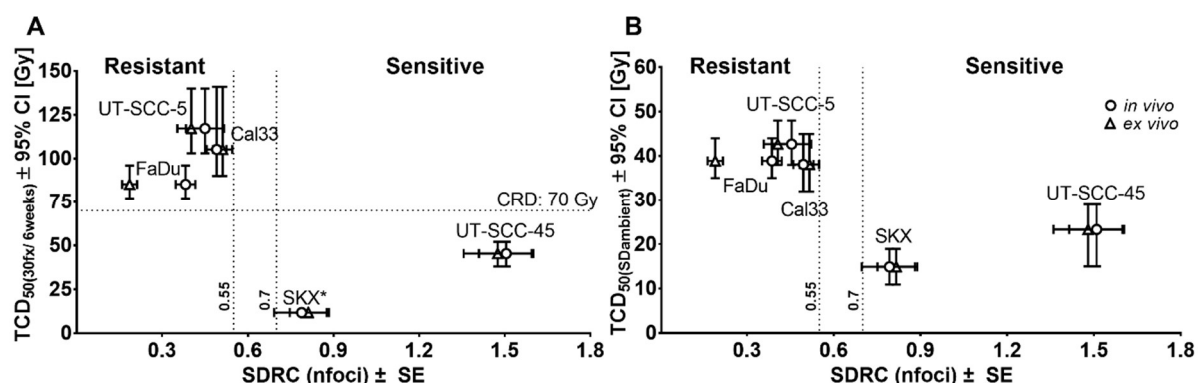 A
TCD50(30fx/ 6weeks) ± 95% CI [Gy]
150
125
100
75
50
25
0
Resistant
Sensitive
UT-SCC-5
Cal33
FaDu
CRD: 70 Gy
UT-SCC-45
SKX*
0.55
0.7
0.3 0.6 0.9 1.2 1.5 1.8
SDRC (nfoci) ± SE
B
TCD50(SDambient) ± 95% CI [Gy]
60
50
40
30
20
10
0
Resistant
Sensitive
UT-SCC-5
in vivo
ex vivo
FaDu
Cal33
UT-SCC-45
SKX
0.55
0.7
0.3 0.6 0.9 1.2 1.5 1.8
SDRC (nfoci) ± SE